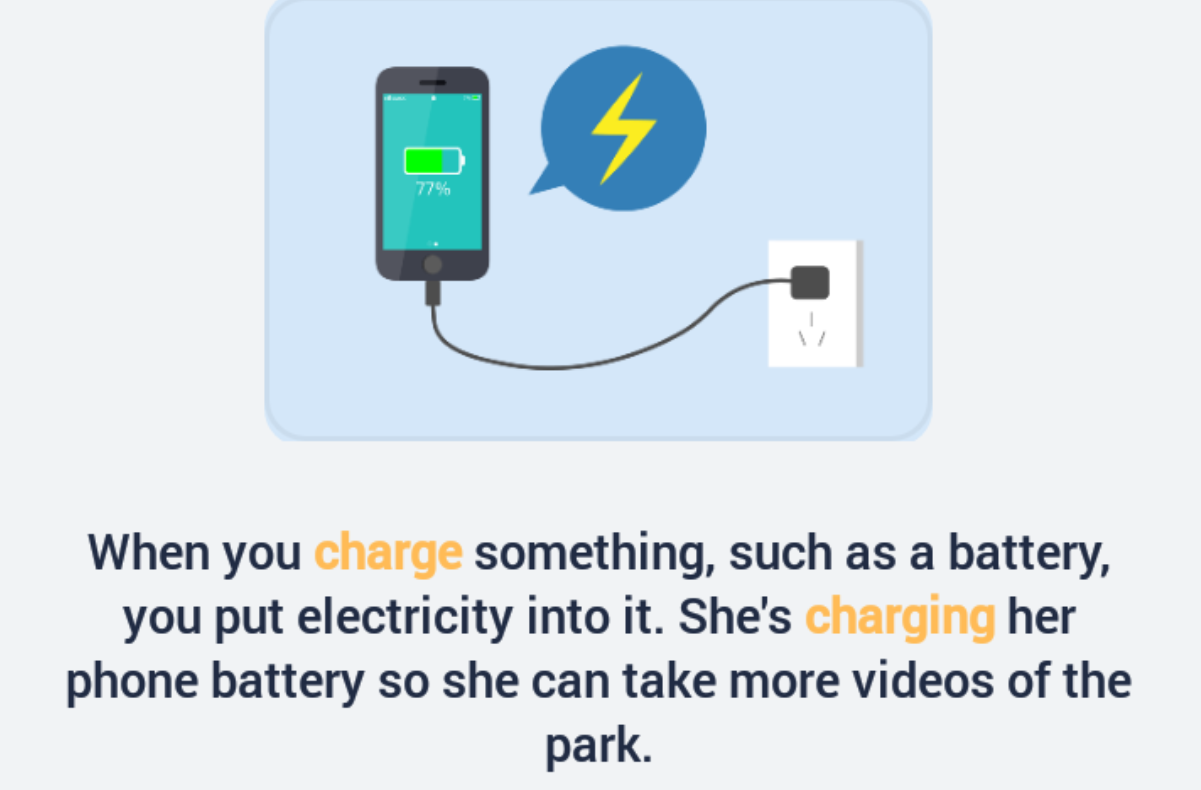 77%
When you charge something, such as a battery,
you put electricity into it. She's charging her
phone battery so she can take more videos of the
park.